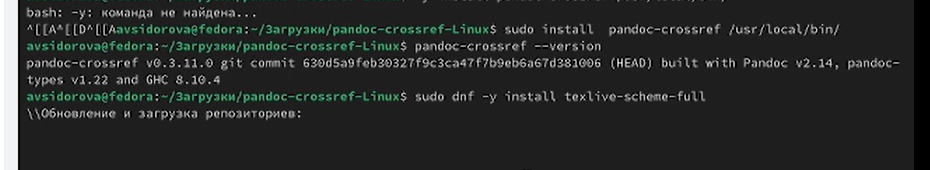 bash: -y: команда не найдена...
^[[A^[[D^[[Aavsidorova@fedora:~/Загрузки/pandoc-crossref-Linux$ sudo install  pandoc-crossref /usr/local/bin/
avsidorova@fedora:~/Загрузки/pandoc-crossref-Linux$ pandoc-crossref --version
pandoc-crossref v0.3.11.0 git commit 630d5a9feb30327f9c3ca47f7b9eb6a67d381006 (HEAD) built with Pandoc v2.14, pandoc-
types v1.22 and GHC 8.10.4
avsidorova@fedora:~/Загрузки/pandoc-crossref-Linux$ sudo dnf -y install texlive-scheme-full
\\Обновление и загрузка репозиториев: